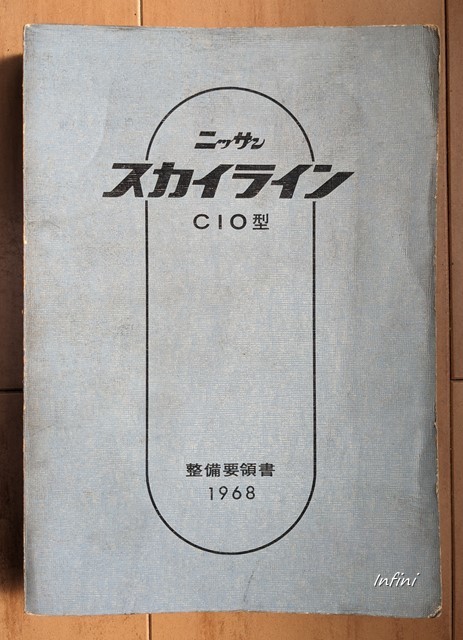 ニッサン
スカイライン
C10型
整備要領書
1968
Infini